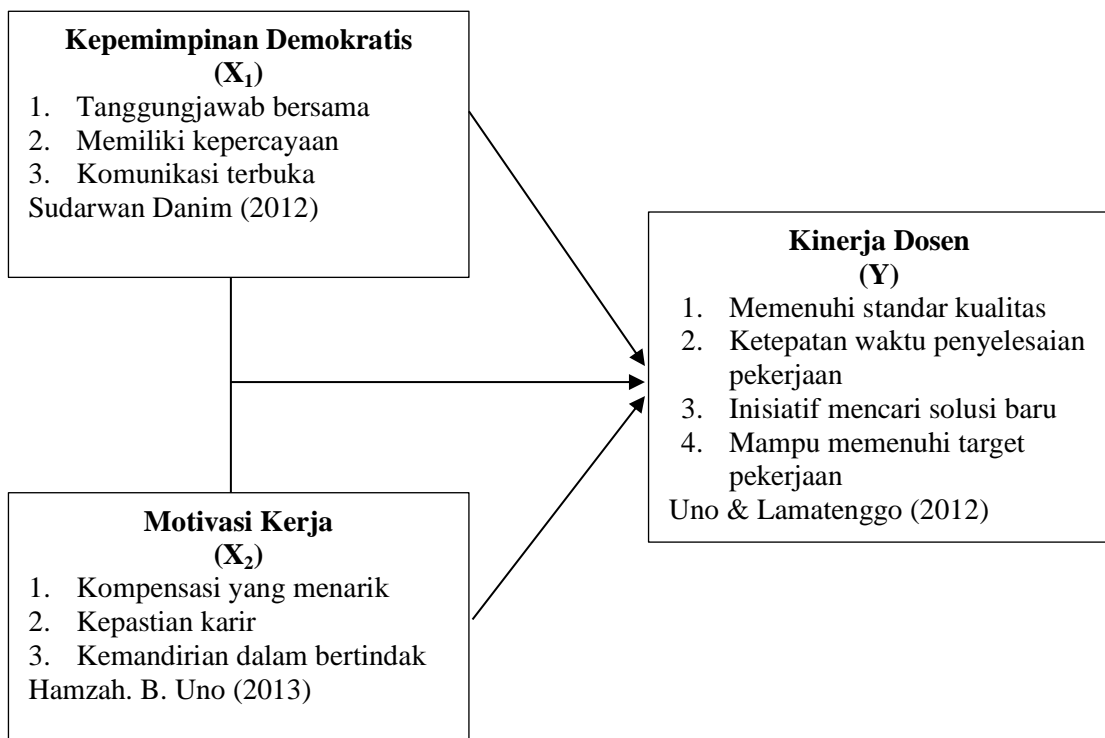 Kepemimpinan Demokratis
(X₁)
1. Tanggungjawab bersama
2. Memiliki kepercayaan
3. Komunikasi terbuka
Sudarwan Danim (2012)
Kinerja Dosen
(Y)
1. Memenuhi standar kualitas
2. Ketepatan waktu penyelesaian
pekerjaan
3. Inisiatif mencari solusi baru
4. Mampu memenuhi target
pekerjaan
Uno & Lamatenggo (2012)
Motivasi Kerja
(X₂)
1. Kompensasi yang menarik
2. Kepastian karir
3. Kemandirian dalam bertindak
Hamzah. B. Uno (2013)